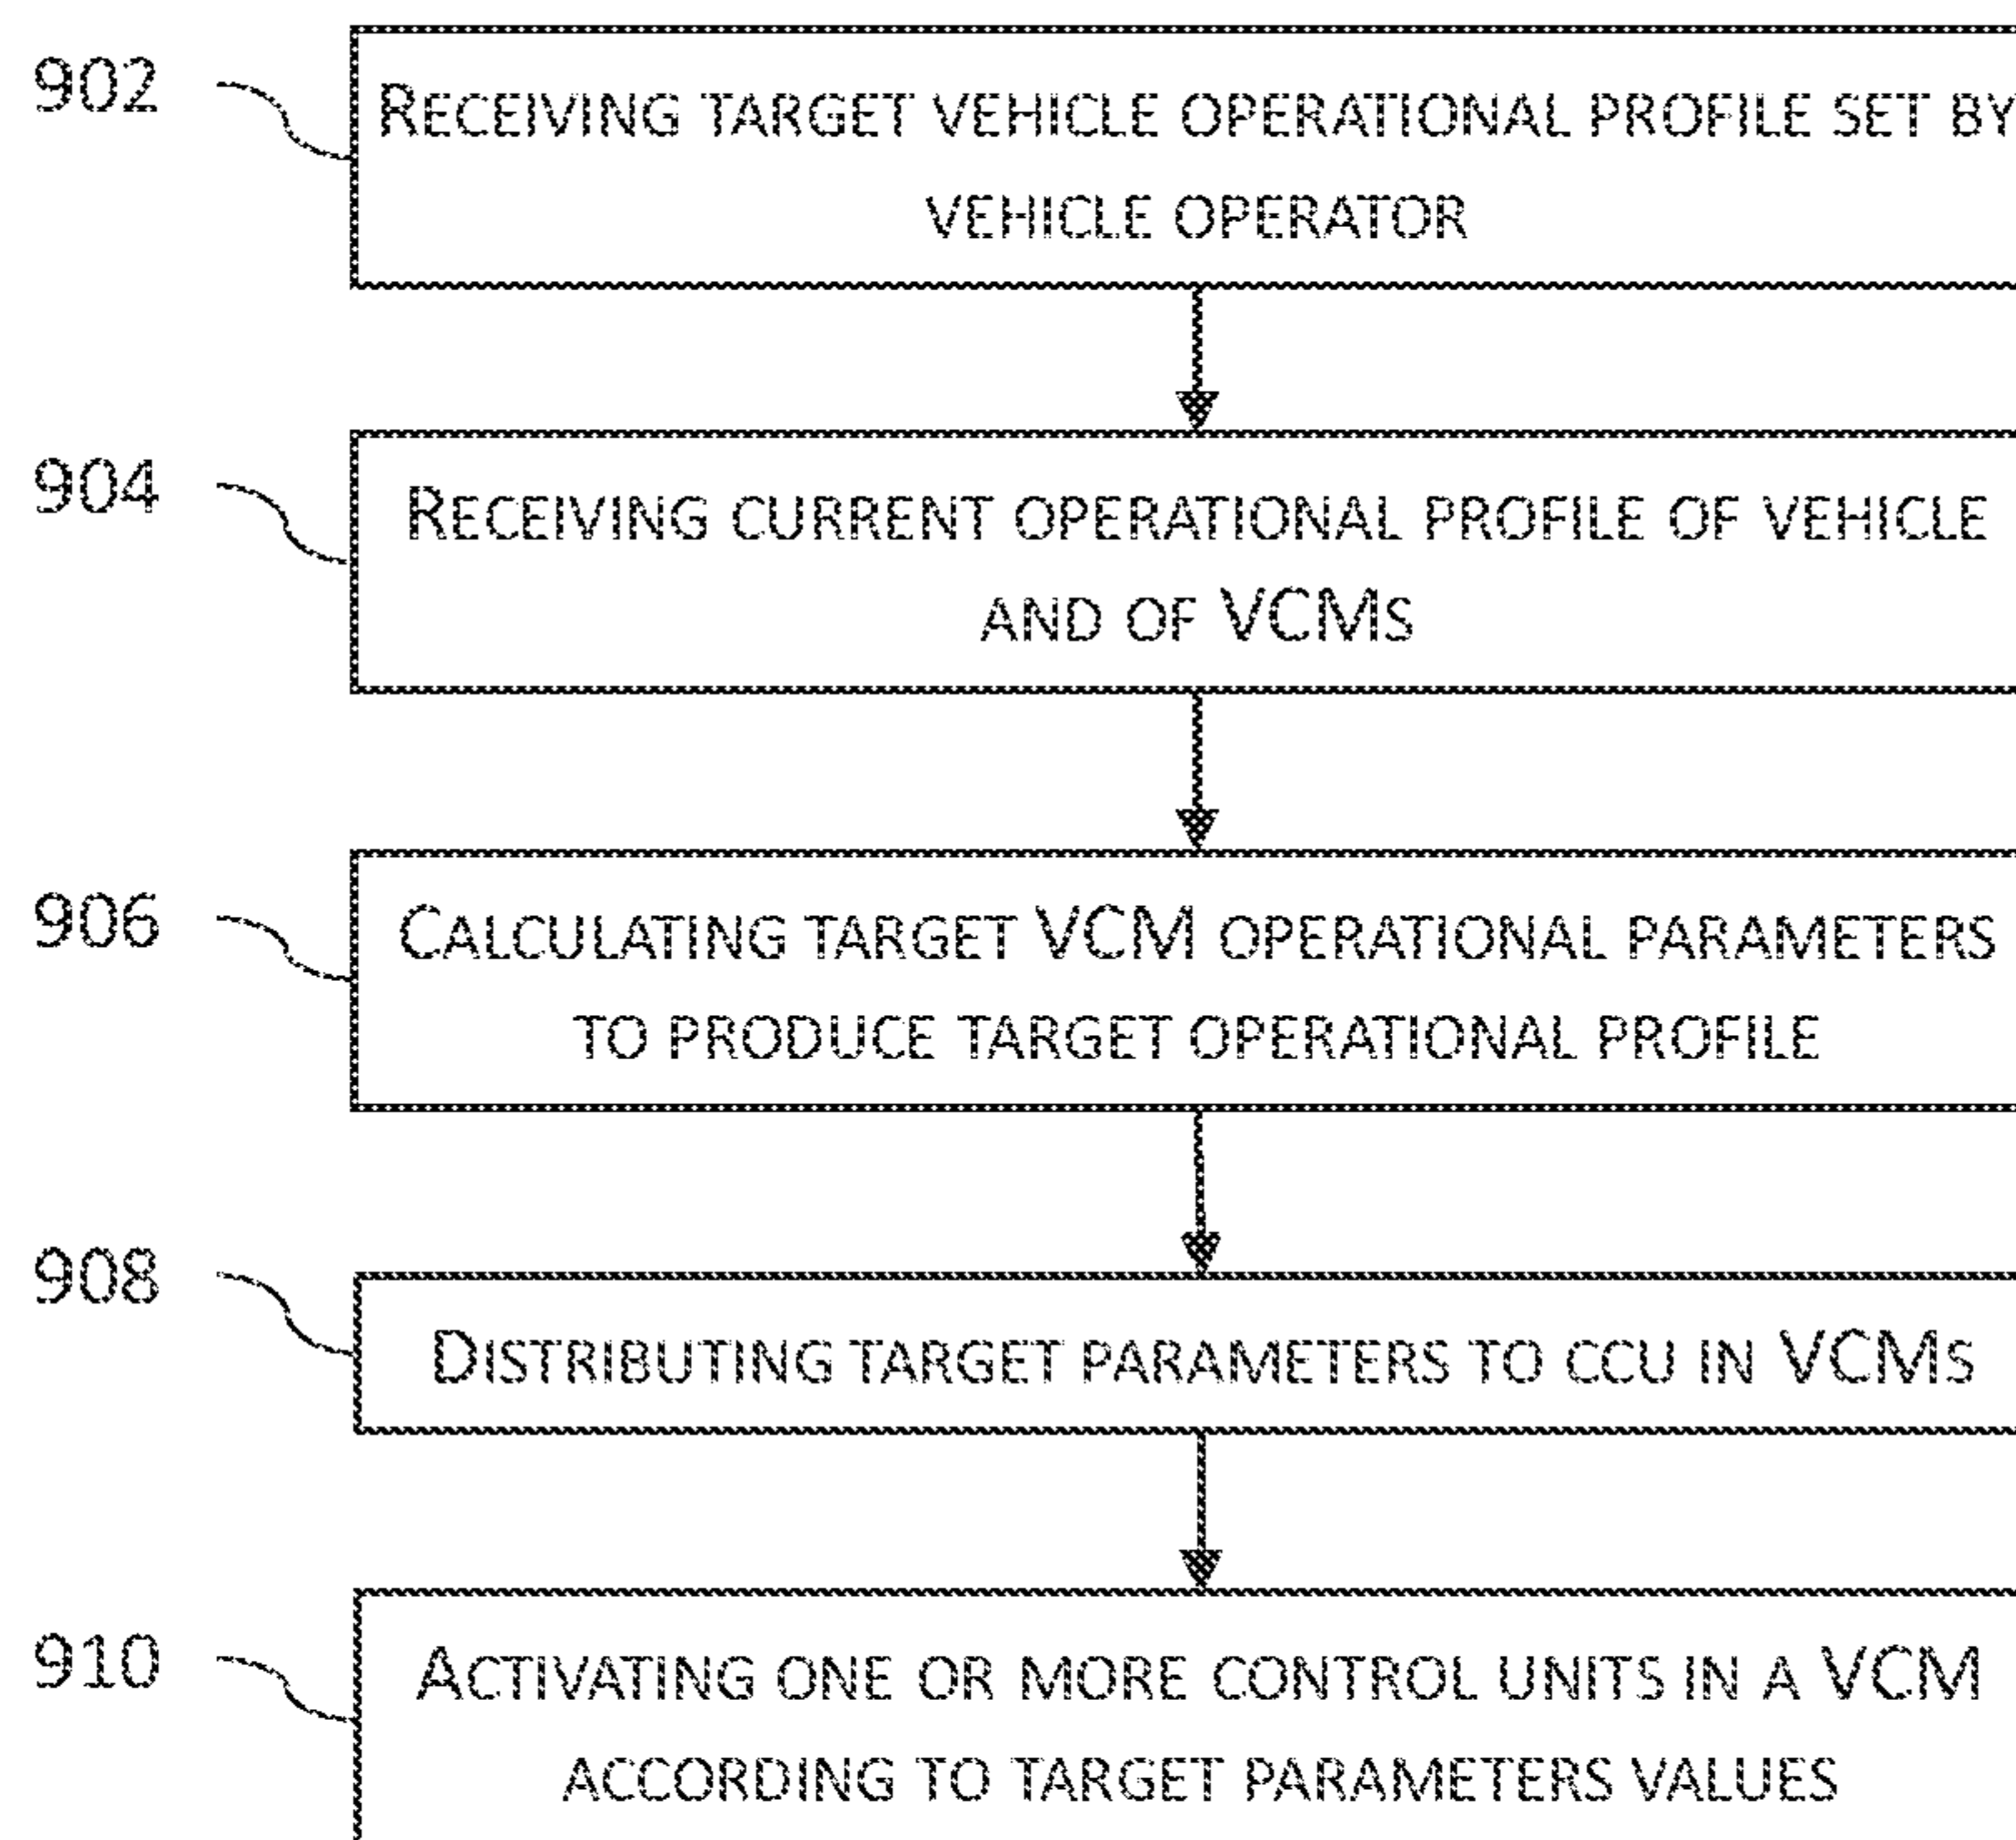 902
RECEIVING TARGET VEHICLE OPERATIONAL PROFILE SET BY
VEHICLE OPERATOR
904
RECEIVING CURRENT OPERATIONAL PROFILE OF VEHICLE
AND OF VCMS
906
CALCULATING TARGET VCM OPERATIONAL PARAMETERS
TO PRODUCE TARGET OPERATIONAL PROFILE
908
DISTRIBUTING TARGET PARAMETERS TO CCU IN VCMS
910
ACTIVATING ONE OR MORE CONTROL UNITS IN A VCM
ACCORDING TO TARGET PARAMETERS VALUES